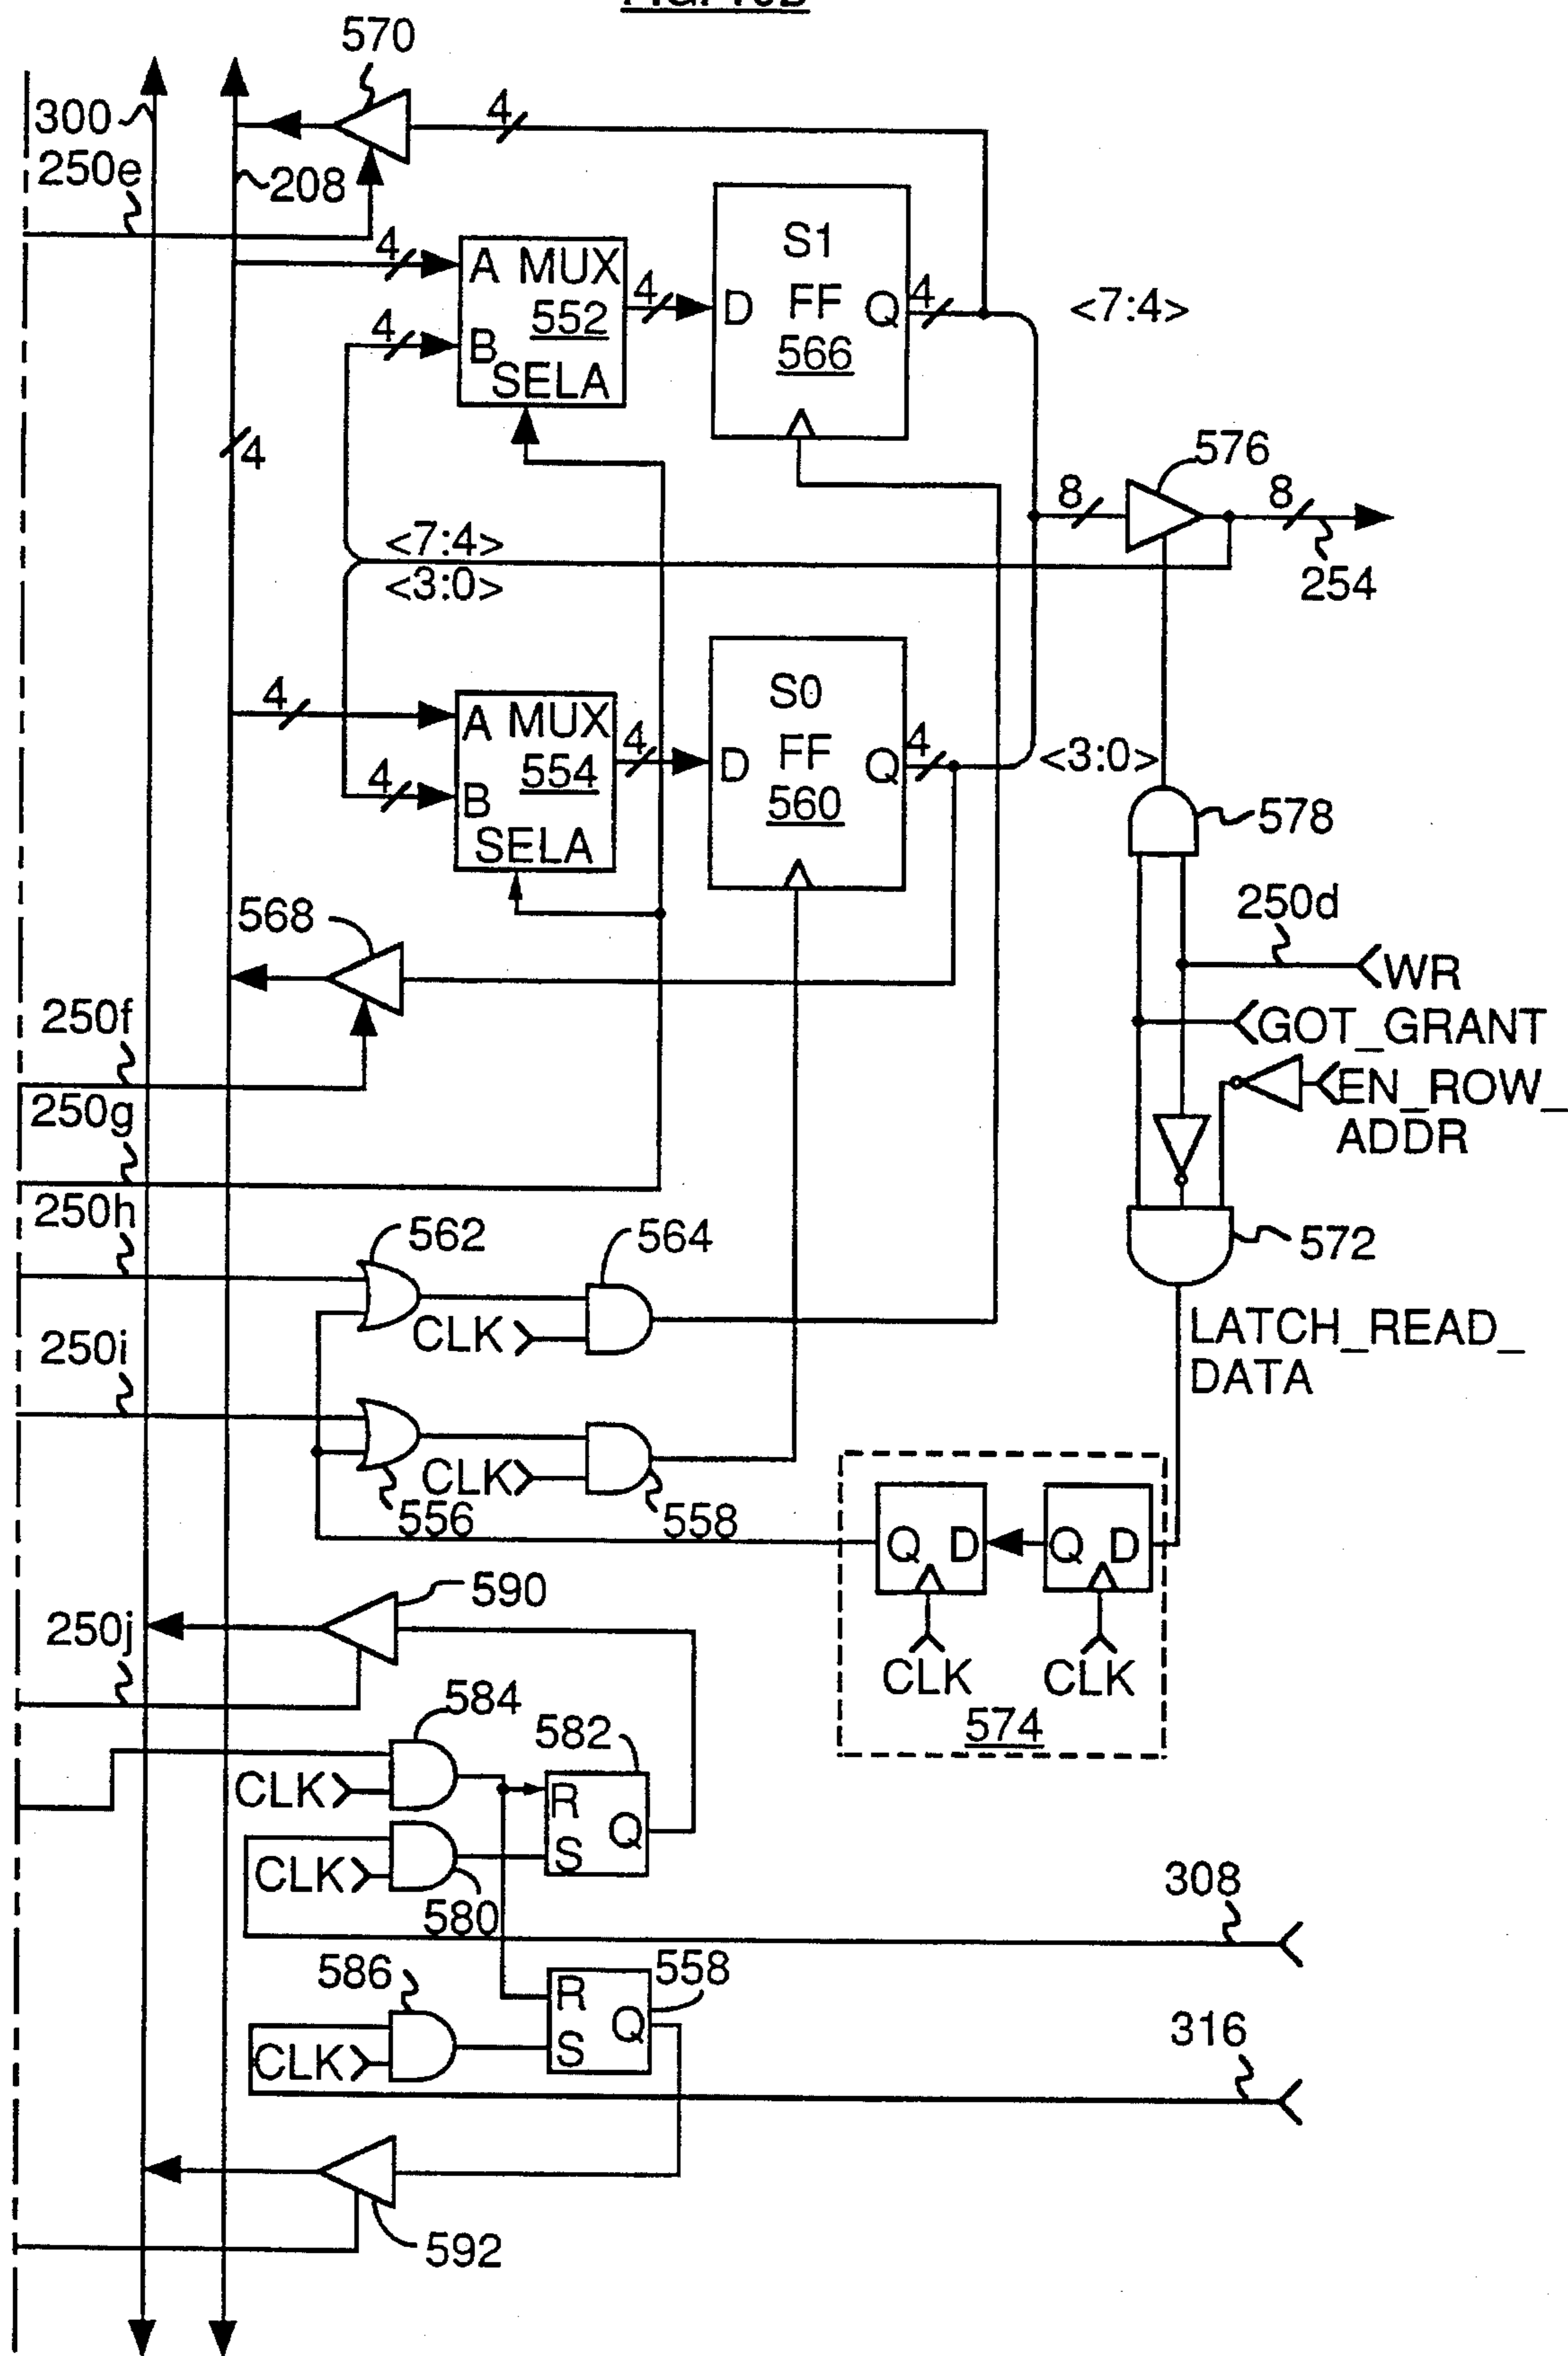 570
300
4
250e
208
4
A MUX
552
B
SELA
4
4
S1
D FF Q
566
4
<7:4>
4
576
8
8
254
<7:4>
<3:0>
4
A MUX
554
B
SELA
4
4
S0
D FF Q
560
4
<3:0>
578
568
250d
WR
250f
GOT_GRANT
EN_ROW_
ADDR
250g
250h
562
564
572
CLK
LATCH_READ_
DATA
250i
CLK
556
558
Q D
Q D
590
CLK
CLK
574
250j
584
582
CLK
R
Q
S
CLK
580
308
586
558
R
Q
S
CLK
316
592